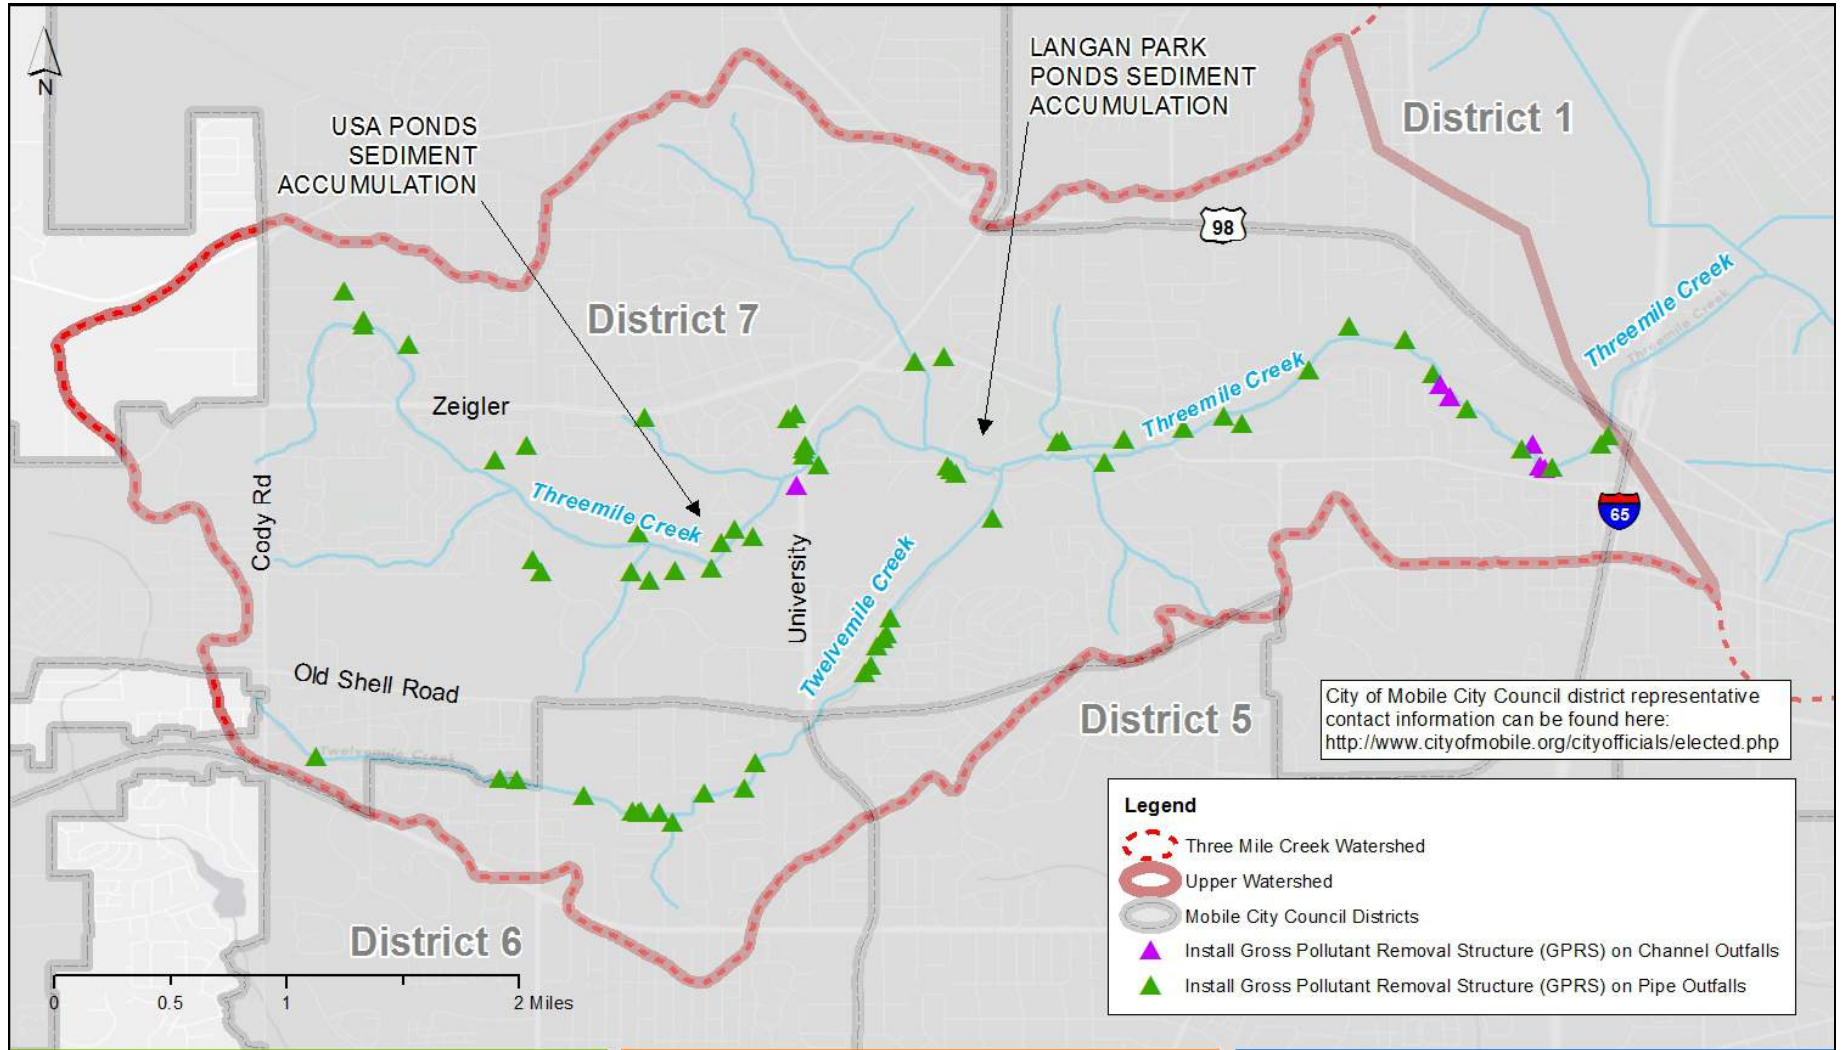 N
LANGAN PARK
PONDS SEDIMENT
ACCUMULATION
District 1
USA PONDS
SEDIMENT
ACCUMULATION
98
District 7
Threemile Creek
Threemile Creek
Threemile Creek
Zeigler
Threemile Creek
Cody Rd
65
University
Twelvemile Creek
Old Shell Road
Twelvemile Creek
District 5
City of Mobile City Council district representative
contact information can be found here:
http://www.cityofmobile.org/cityofficials/elected.php
District 6
0 0.5 1 2 Miles
Legend
Three Mile Creek Watershed
Upper Watershed
Mobile City Council Districts
Install Gross Pollutant Removal Structure (GPRS) on Channel Outfalls
Install Gross Pollutant Removal Structure (GPRS) on Pipe Outfalls